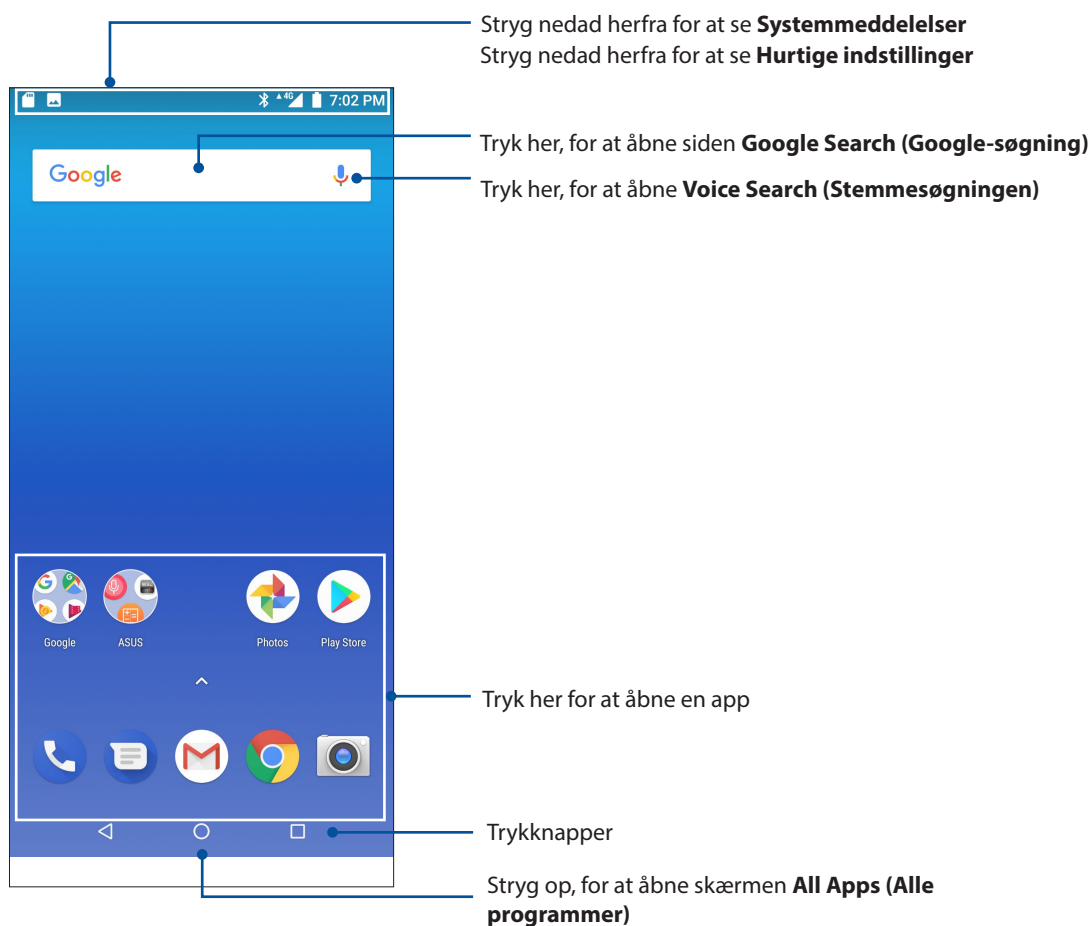 Stryg nedad herfra for at se Systemmeddelelser
Stryg nedad herfra for at se Hurtige indstillinger
4G 7:02 PM
Tryk her, for at åbne siden Google Search (Google-søgning)
Google
Tryk her, for at åbne Voice Search (Stemmesøgningen)
Google ASUS Photos Play Store
Tryk her for at åbne en app
Trykknapper
Stryg op, for at åbne skærmen All Apps (Alle
programmer)